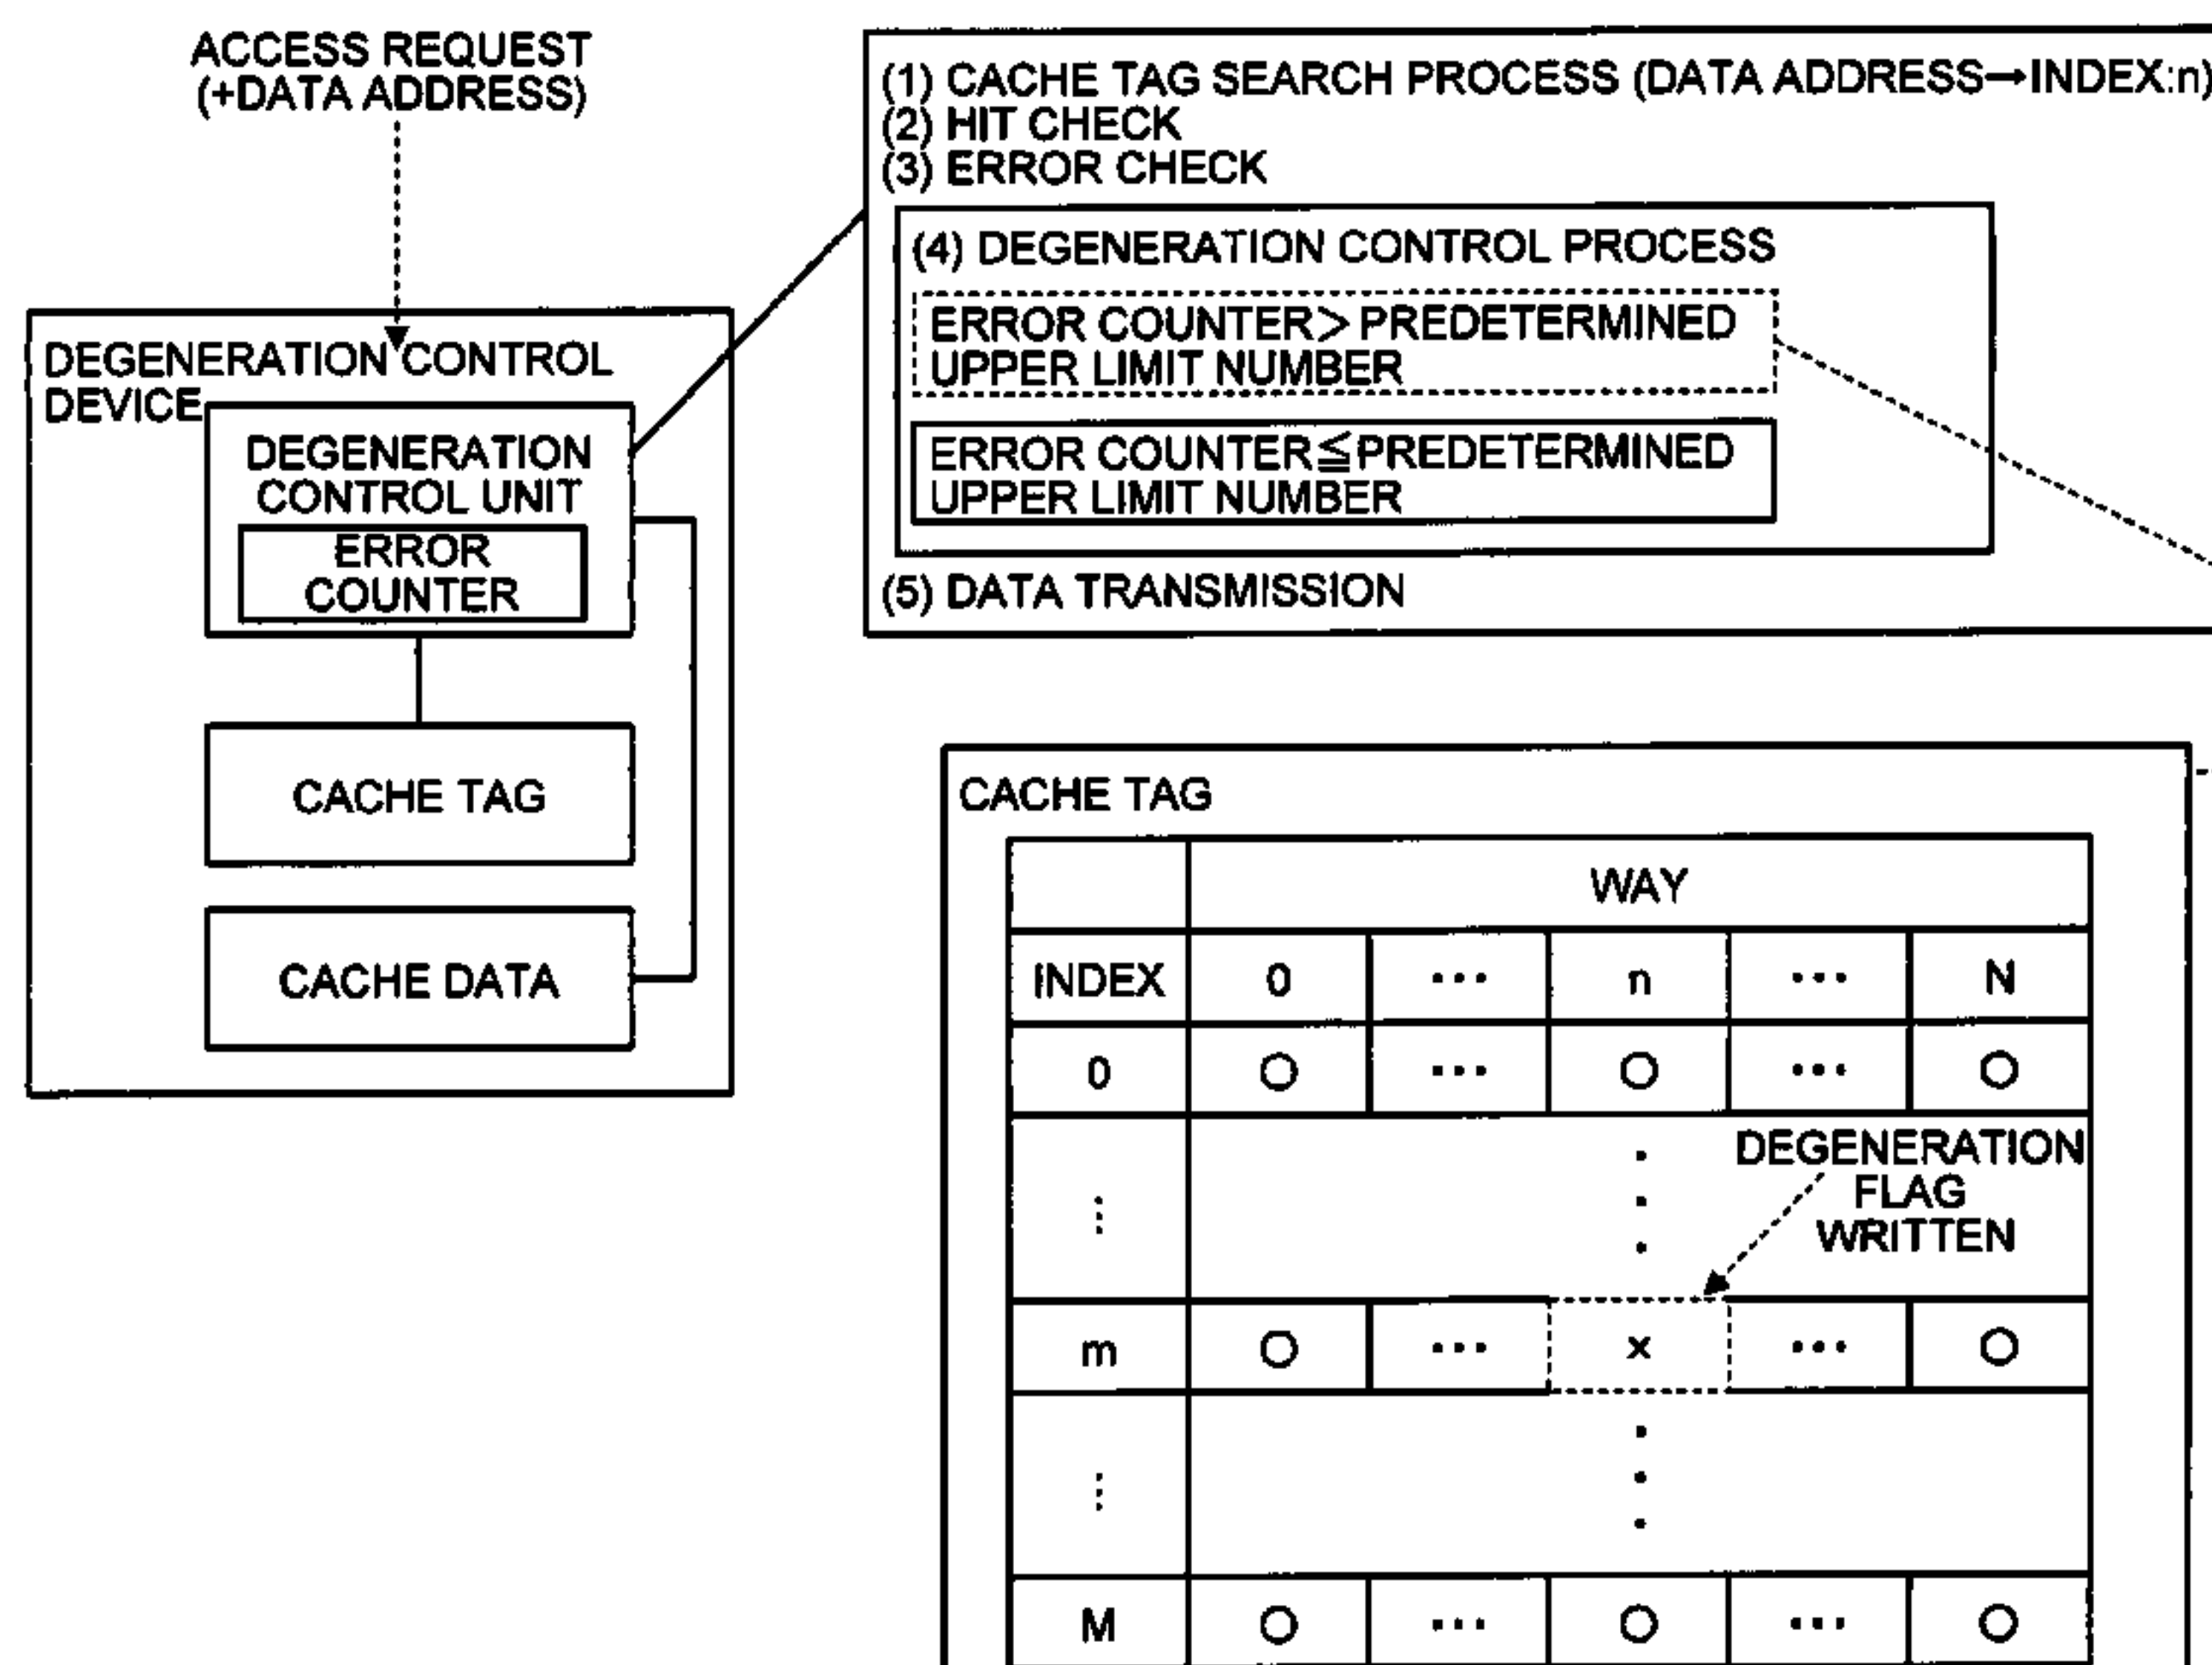 ACCESS REQUEST
(+DATA ADDRESS)
DEGENERATION CONTROL
DEVICE
DEGENERATION
CONTROL UNIT
ERROR
COUNTER
CACHE TAG
CACHE DATA
(1) CACHE TAG SEARCH PROCESS (DATA ADDRESS→INDEX:n)
(2) HIT CHECK
(3) ERROR CHECK
(4) DEGENERATION CONTROL PROCESS
ERROR COUNTER>PREDETERMINED
UPPER LIMIT NUMBER
ERROR COUNTER≦PREDETERMINED
UPPER LIMIT NUMBER
(5) DATA TRANSMISSION
CACHE TAG
WAY
INDEX 0 ... n ... N
0 ○ ... ○ ... ○
DEGENERATION
FLAG
WRITTEN
m ○ ... × ... ○
M ○ ... ○ ... ○